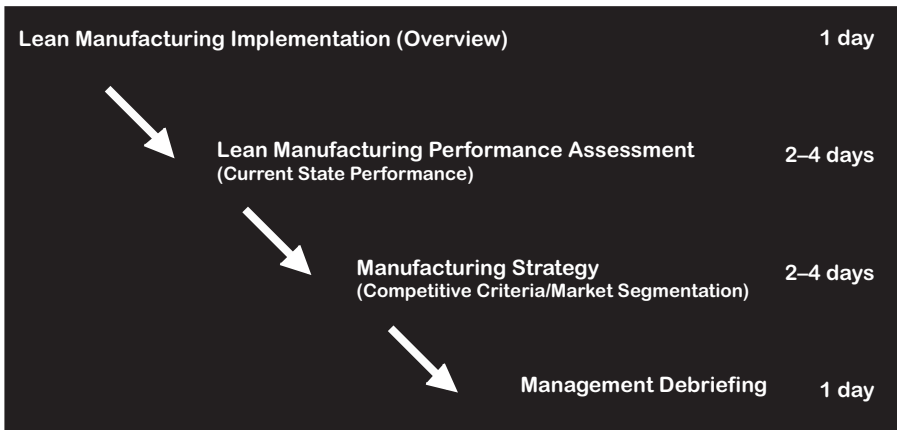 Lean Manufacturing Implementation (Overview) 1 day
Lean Manufacturing Performance Assessment 2–4 days
(Current State Performance)
Manufacturing Strategy 2–4 days
(Competitive Criteria/Market Segmentation)
Management Debriefing 1 day